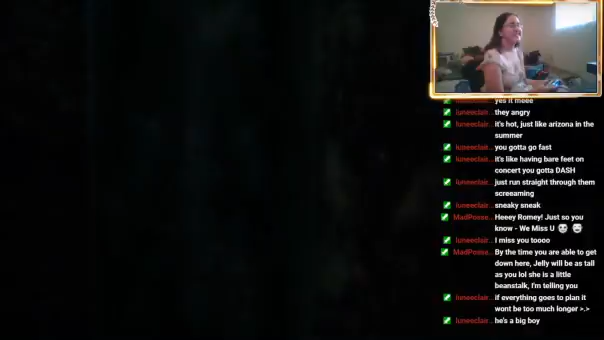 yes it meee
luneeclair.. they angry
luneeclair.. it's hot, just like arizona in the
summer
luneeclair.. you gotta go fast
luneeclair.. it's like having bare feet on
concert you gotta DASH
luneeclair.. just run straight through them
screeaming
luneeclair.. sneaky sneak
MadPosse.. Heeey Romey! Just so you
know - We Miss U
luneeclair.. I miss you toooo
MadPosse.. By the time you are able to get
down here, Jelly will be as tall
as you lol she is a little
beanstalk, I'm telling you
luneeclair.. if everything goes to plan it
wont be too much longer >.>
luneeclair.. he's a big boy